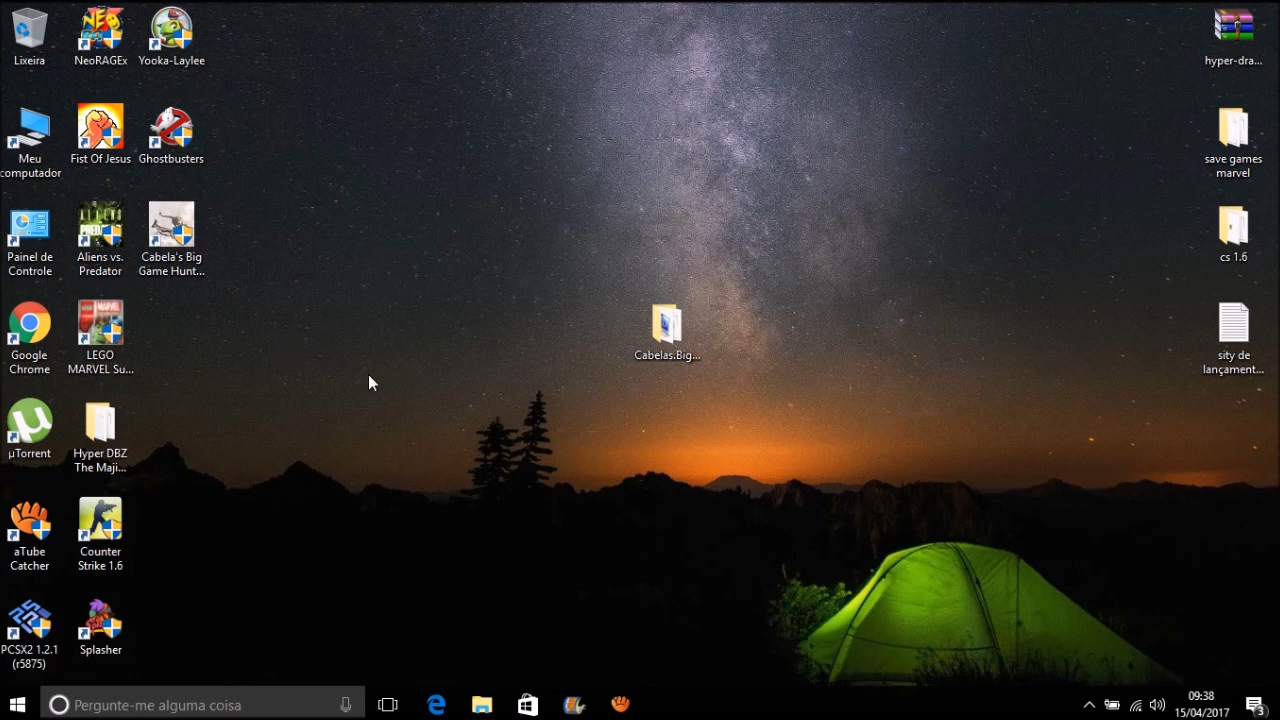 Lixeira
NeoRAGEx
Yooka-Laylee
hyper-dra...
Meu
computador
Fist Of Jesus
Ghostbusters
save games
marvel
Painel de
Controle
Aliens vs.
Predator
Cabela's Big
Game Hunt...
cs 1.6
Google
Chrome
LEGO
MARVEL Su...
Cabelas.Big...
sity de
lançament...
µTorrent
Hyper DBZ
The Maji...
aTube
Catcher
Counter
Strike 1.6
PCSX2 1.2.1
(r5875)
Splasher
Pergunte-me alguma coisa
09:38
15/04/2017
3